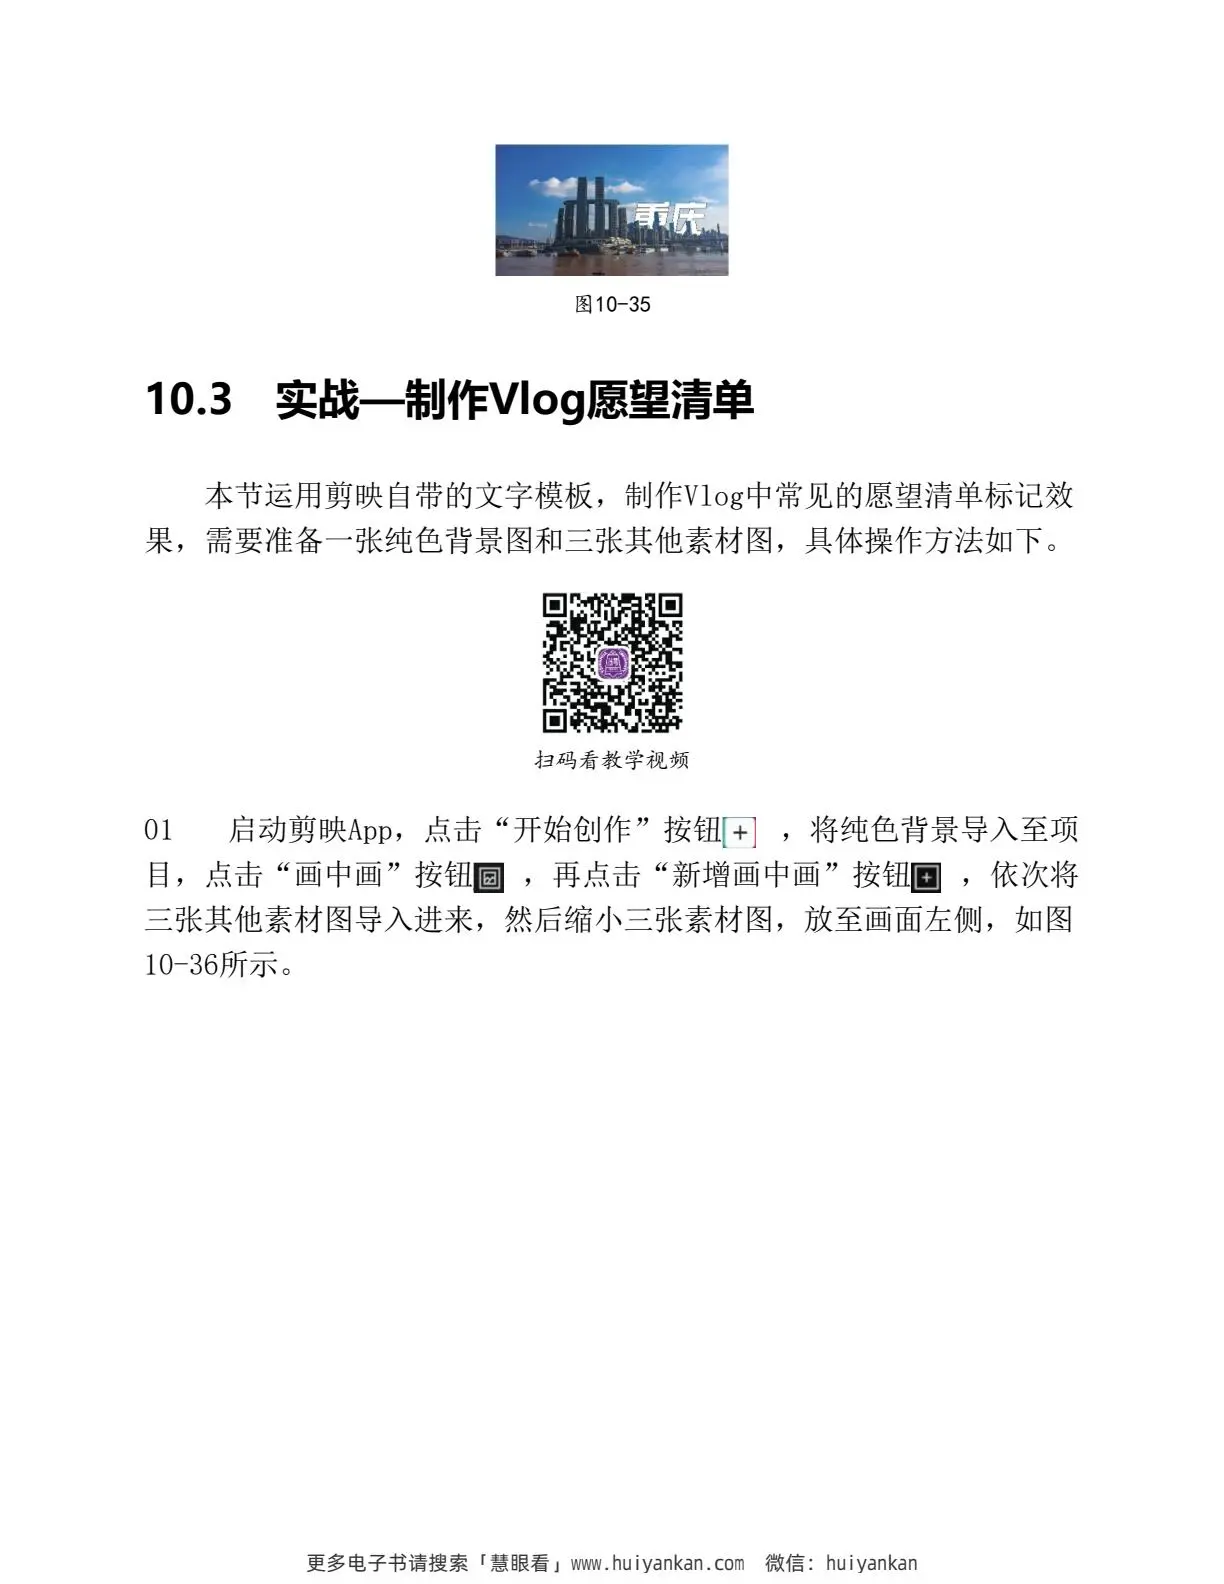 重庆
图10-35
10.3 实战—制作Vlog愿望清单
本节运用剪映自带的文字模板，制作Vlog中常见的愿望清单标记效
果，需要准备一张纯色背景图和三张其他素材图，具体操作方法如下。
扫码看教学视频
01 启动剪映App，点击“开始创作”按钮 ，将纯色背景导入至项
目，点击“画中画”按钮 ，再点击“新增画中画”按钮 ，依次将
三张其他素材图导入进来，然后缩小三张素材图，放至画面左侧，如图
10-36所示。
更多电子书请搜索「慧眼看」www.huiyankan.com 微信：huiyankan